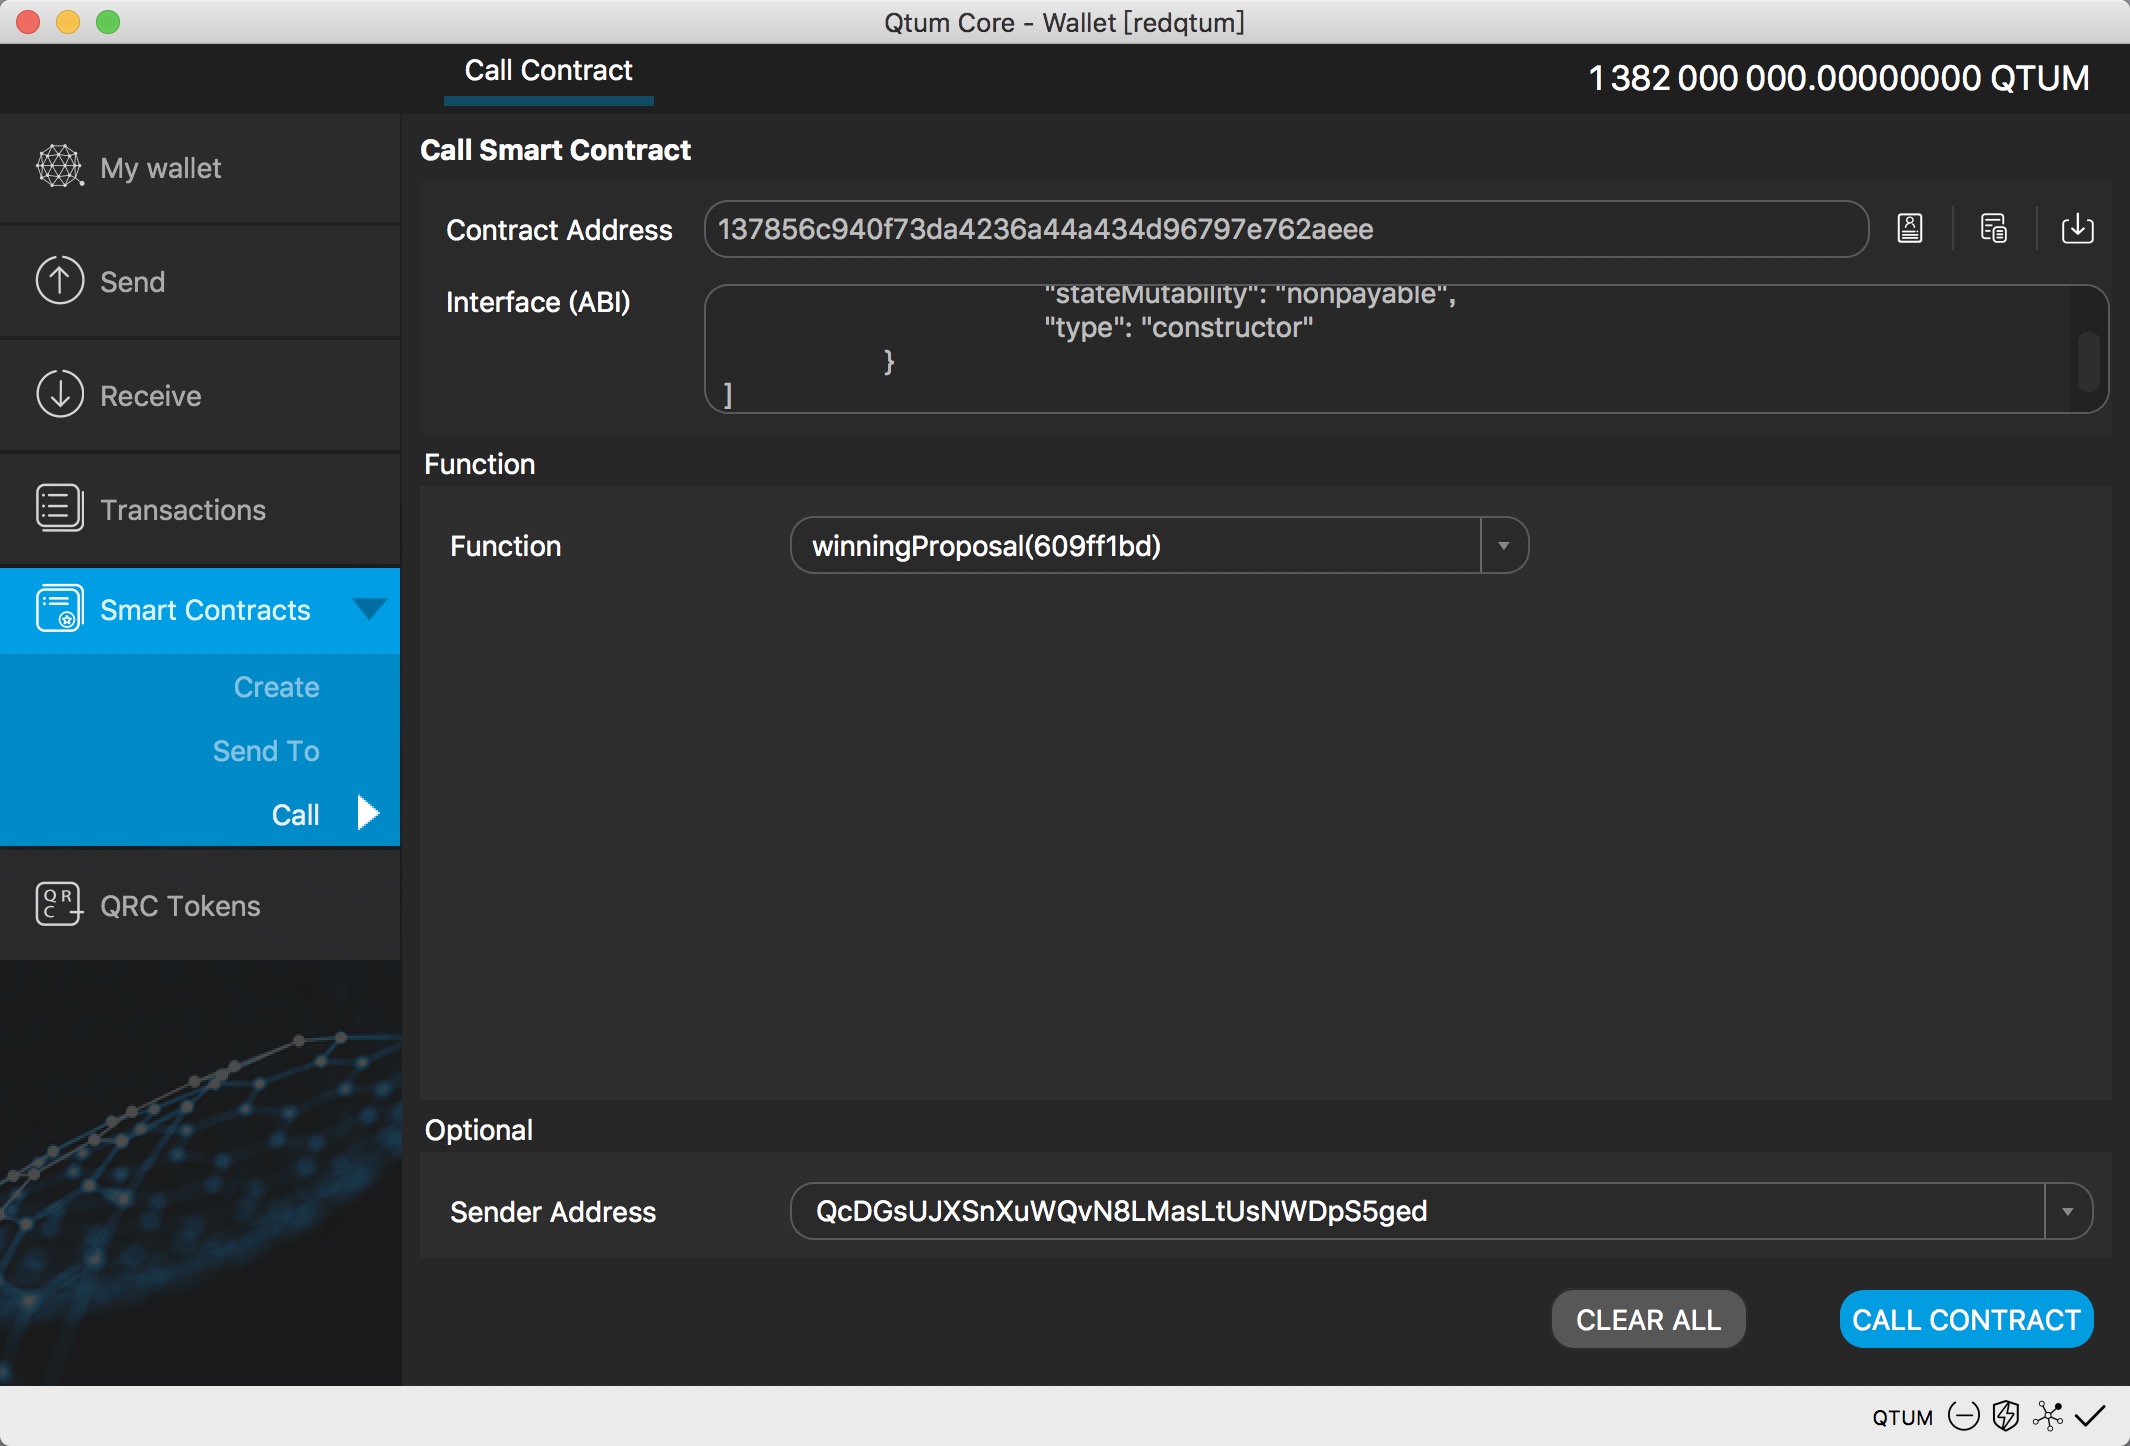 Qtum Core - Wallet [redqtum]
Call Contract
1 382 000 000.00000000 QTUM
My wallet
Send
Receive
Transactions
Smart Contracts
Create
Send To
Call
QRC Tokens
Call Smart Contract
Contract Address
137856c940f73da4236a44a434d96797e762aeee
Interface (ABI)
"stateMutability": "nonpayable",
"type": "constructor"
}
]
Function
Function
winningProposal(609ff1bd)
Optional
Sender Address
QcDGsUJXSnXuWQvN8LMasLtUsNWDpS5ged
CLEAR ALL
CALL CONTRACT
QTUM